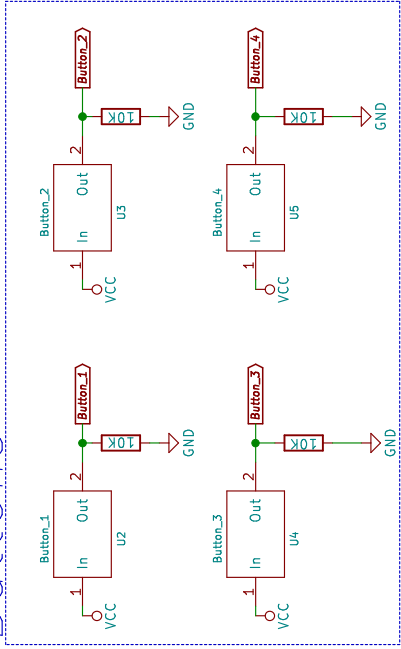 Button_2
10K
GND
2
Button_2
Out
U3
In
1
VCC
Button_4
10K
GND
2
Button_4
Out
U5
In
1
VCC
Button_1
10K
GND
2
Button_1
Out
U2
In
1
VCC
Button_3
10K
GND
2
Button_3
Out
U4
In
1
VCC